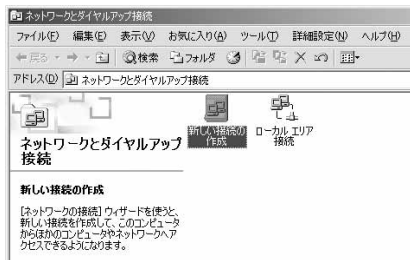 ネットワークとダイヤルアップ接続
ファイル(F) 編集(E) 表示(V) お気に入り(A) ツール(T) 詳細設定(N) ヘルプ(H)
戻る 検索 フォルダ
アドレス(D) ネットワークとダイヤルアップ接続
ネットワークとダイヤルアップ
接続
新しい接続の作成
[ネットワークの接続] ウィザードを使うと、
新しい接続を作成して、このコンピュータ
からほかのコンピュータやネットワークへア
クセスできるようになります。
新しい接続の
作成
ローカル エリア
接続